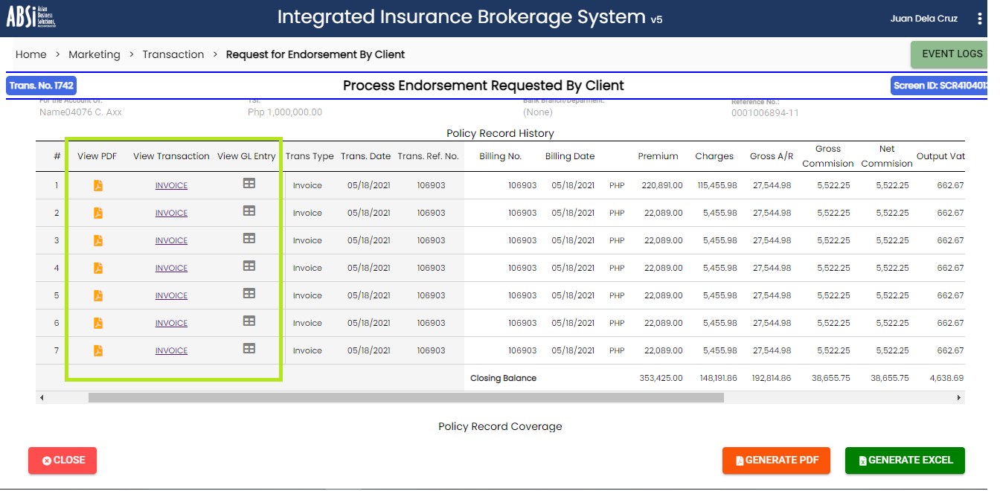 ABSi Asian Business Solutions, INCORPORATED
Integrated Insurance Brokerage System v5
Juan Dela Cruz
Home > Marketing > Transaction > Request for Endorsement By Client
EVENT LOGS
Trans. No. 1742
Process Endorsement Requested By Client
Screen ID: SCR4104013
For the Account Of: TSI: Bank Branch/Deparment: Reference No.:
Name04076 C. Axx Php 1,000,000.00 (None) 0001006894-11
Policy Record History
# View PDF View Transaction View GL Entry Trans Type Trans. Date Trans. Ref. No. Billing No. Billing Date Premium Charges Gross A/R Gross Commision Net Commision Output Vat
1 INVOICE Invoice 05/18/2021 106903 106903 05/18/2021 PHP 220,891.00 115,455.98 27,544.98 5,522.25 5,522.25 662.67
2 INVOICE Invoice 05/18/2021 106903 106903 05/18/2021 PHP 22,089.00 5,455.98 27,544.98 5,522.25 5,522.25 662.67
3 INVOICE Invoice 05/18/2021 106903 106903 05/18/2021 PHP 22,089.00 5,455.98 27,544.98 5,522.25 5,522.25 662.67
4 INVOICE Invoice 05/18/2021 106903 106903 05/18/2021 PHP 22,089.00 5,455.98 27,544.98 5,522.25 5,522.25 662.67
5 INVOICE Invoice 05/18/2021 106903 106903 05/18/2021 PHP 22,089.00 5,455.98 27,544.98 5,522.25 5,522.25 662.67
6 INVOICE Invoice 05/18/2021 106903 106903 05/18/2021 PHP 22,089.00 5,455.98 27,544.98 5,522.25 5,522.25 662.67
7 INVOICE Invoice 05/18/2021 106903 106903 05/18/2021 PHP 22,089.00 5,455.98 27,544.98 5,522.25 5,522.25 662.67
Closing Balance 353,425.00 148,191.86 192,814.86 38,655.75 38,655.75 4,638.69
Policy Record Coverage
CLOSE
GENERATE PDF
GENERATE EXCEL